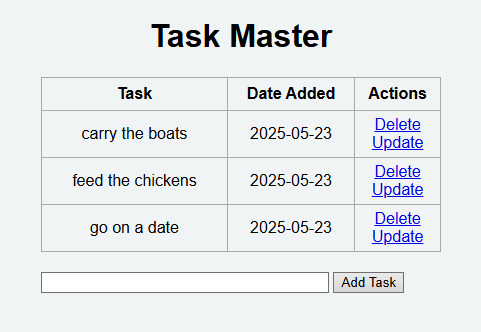 Task Master
Task Date Added Actions
carry the boats 2025-05-23 Delete
Update
feed the chickens 2025-05-23 Delete
Update
go on a date 2025-05-23 Delete
Update
Add Task